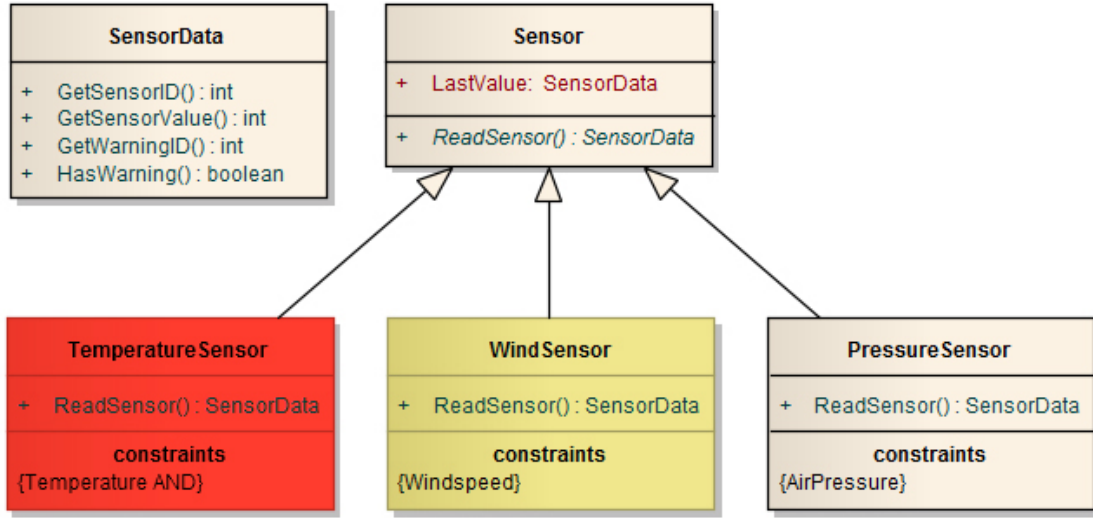 SensorData
+ GetSensorID() : int
+ GetSensorValue() : int
+ GetWarningID() : int
+ HasWarning() : boolean
Sensor
+ LastValue: SensorData
+ ReadSensor() : SensorData
TemperatureSensor
+ ReadSensor() : SensorData
constraints
{Temperature AND}
WindSensor
+ ReadSensor() : SensorData
constraints
{Windspeed}
PressureSensor
+ ReadSensor() : SensorData
constraints
{AirPressure}